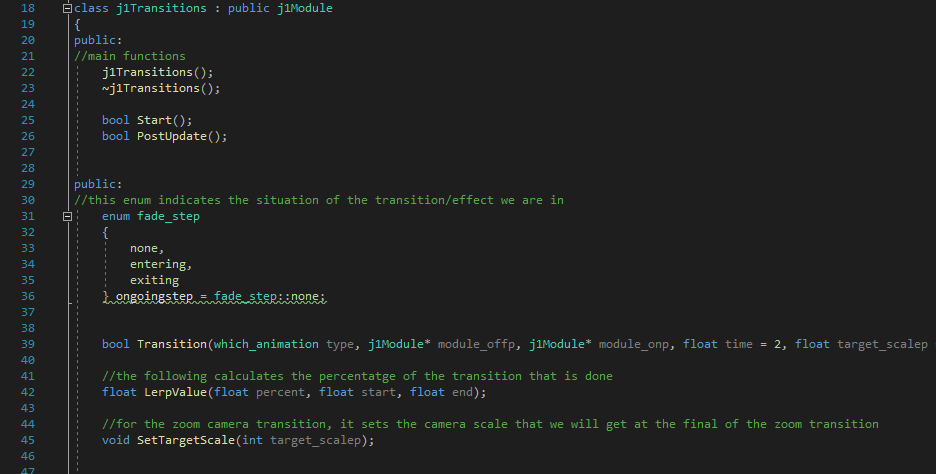 18 class j1Transitions : public j1Module
19 {
20 public:
21 //main functions
22 j1Transitions();
23 ~j1Transitions();
24
25 bool Start();
26 bool PostUpdate();
27
28
29 public:
30 //this enum indicates the situation of the transition/effect we are in
31 enum fade_step
32 {
33 none,
34 entering,
35 exiting
36 } ongoingstep = fade_step::none;
37
38
39 bool Transition(which_animation type, j1Module* module_offp, j1Module* module_onp, float time = 2, float target_scalep
40
41 //the following calculates the percentatge of the transition that is done
42 float LerpValue(float percent, float start, float end);
43
44 //for the zoom camera transition, it sets the camera scale that we will get at the final of the zoom transition
45 void SetTargetScale(int target_scalep);
46
47